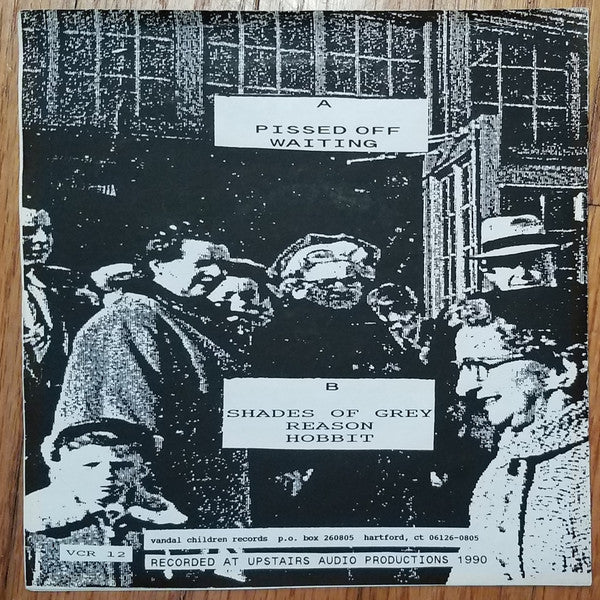 A
PISSED OFF
WAITING
B
SHADES OF GREY
REASON
HOBBIT
vandal children records p.o. box 260805 hartford, ct 06126-0805
VCR 12
RECORDED AT UPSTAIRS AUDIO PRODUCTIONS 1990